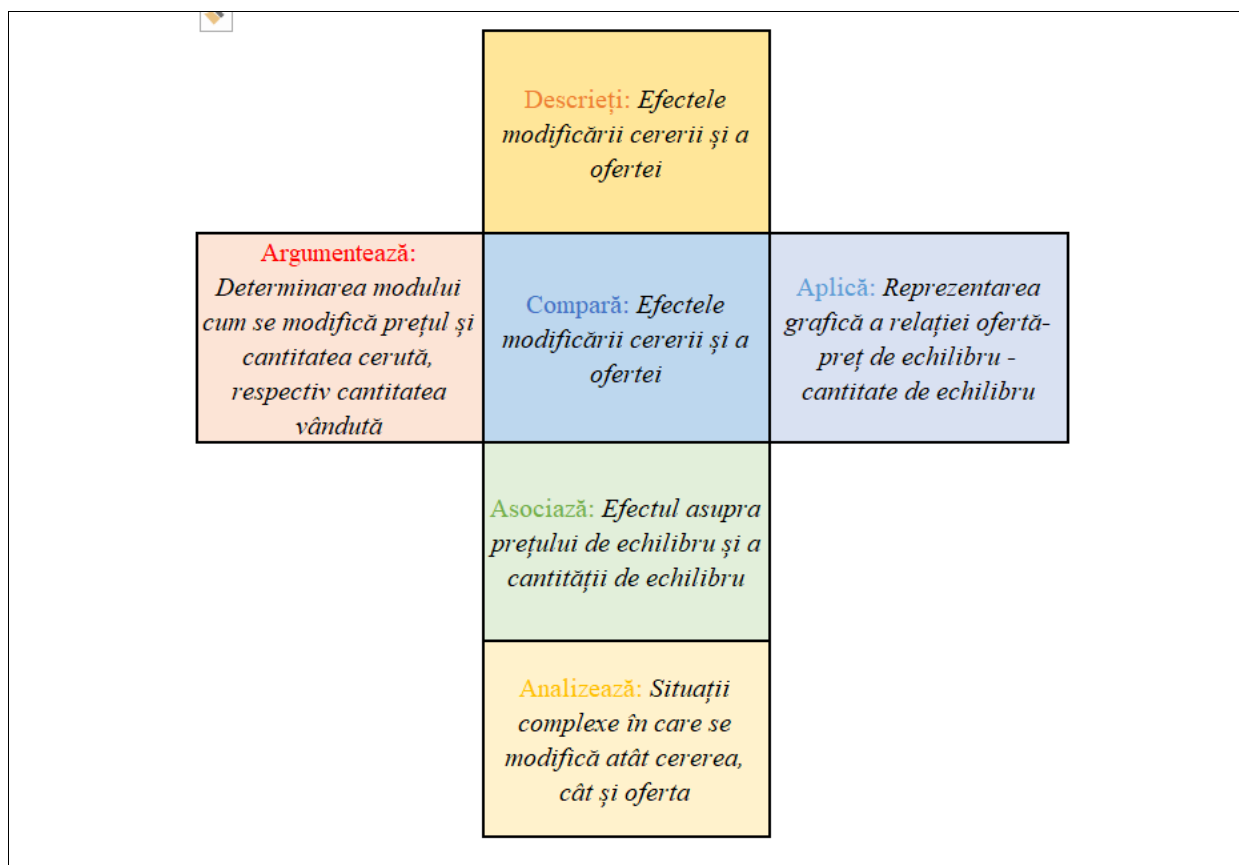 Descrieți: Efectele
modificării cererii și a
ofertei
Argumentează:
Determinarea modului
cum se modifică prețul și
cantitatea cerută,
respectiv cantitatea
vândută
Compară: Efectele
modificării cererii și a
ofertei
Aplică: Reprezentarea
grafică a relației ofertă-
preț de echilibru -
cantitate de echilibru
Asociază: Efectul asupra
prețului de echilibru și a
cantității de echilibru
Analizează: Situații
complexe în care se
modifică atât cererea,
cât și oferta